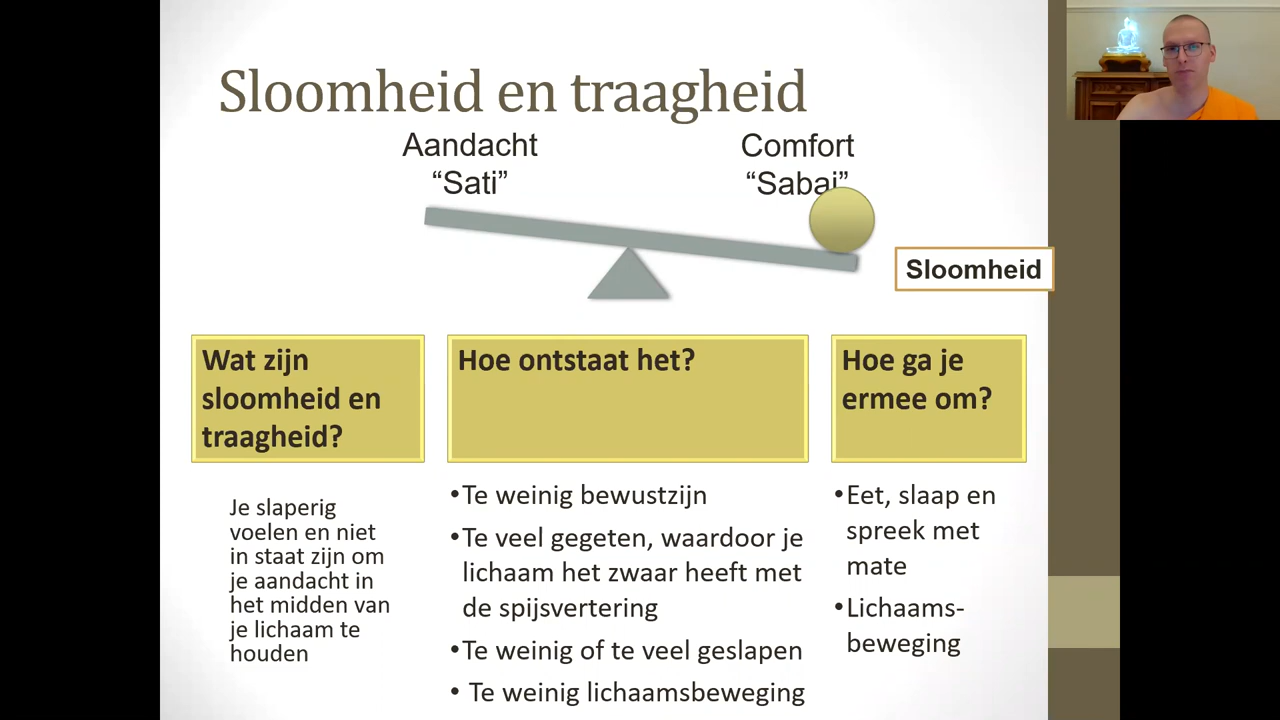 Sloomheid en traagheid
Aandacht
“Sati”
Comfort
“Sabai”
Sloomheid
Wat zijn
sloomheid en
traagheid?
Hoe ontstaat het?
Hoe ga je
ermee om?
Je slaperig
voelen en niet
in staat zijn om
je aandacht in
het midden van
je lichaam te
houden
•Te weinig bewustzijn
•Te veel gegeten, waardoor je
lichaam het zwaar heeft met
de spijsvertering
•Te weinig of te veel geslapen
• Te weinig lichaamsbeweging
•Eet, slaap en
spreek met
mate
•Lichaams-
beweging